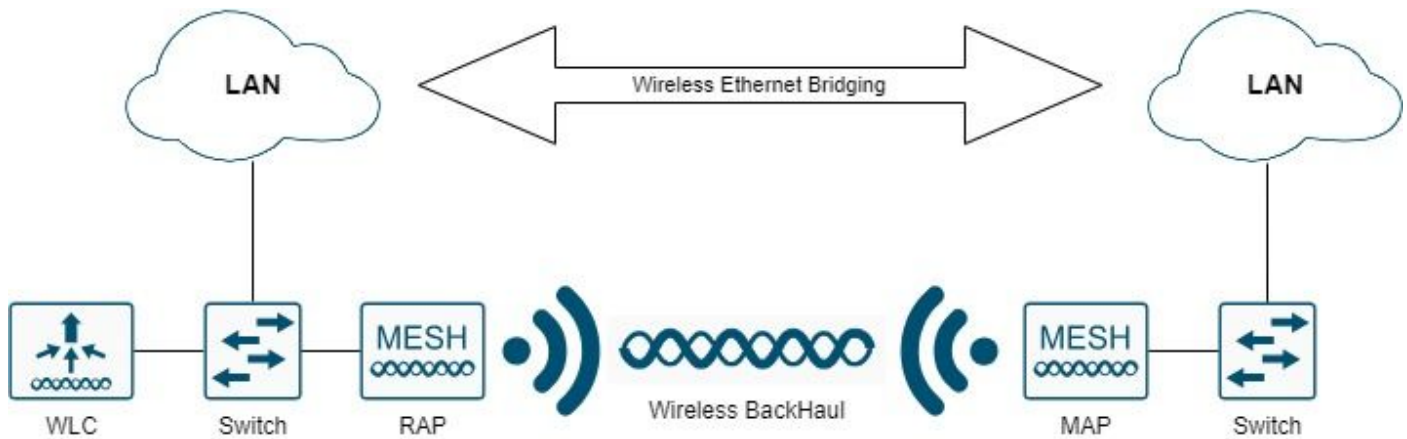 LAN
Wireless Ethernet Bridging
LAN
MESH
MESH
WLC
Switch
RAP
Wireless BackHaul
MAP
Switch